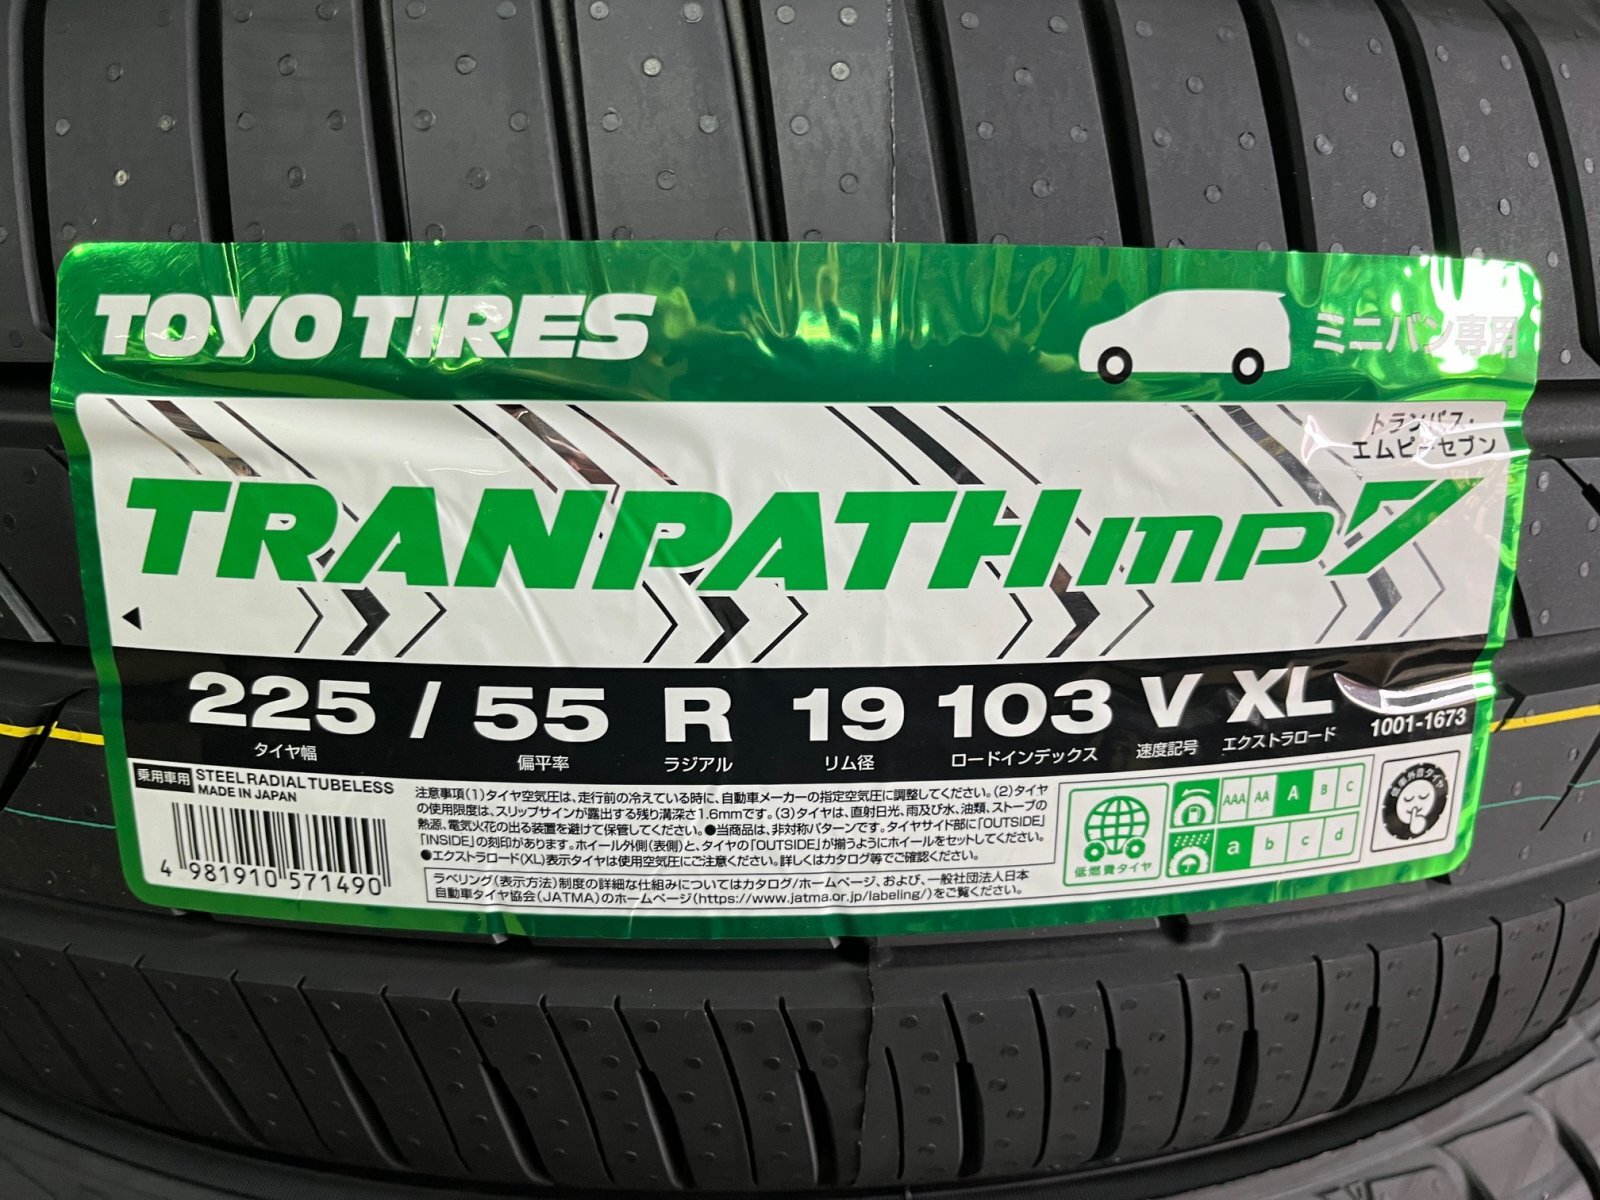 TOYO TIRES
ミニバン専用
トランパス・
エムピーセブン
TRANPATH mp7
225 / 55 R 19 103 V XL
タイヤ幅 偏平率 ラジアル リム径 ロードインデックス 速度記号 エクストラロード
1001-1673
乗用車用 STEEL RADIAL TUBELESS
MADE IN JAPAN
4 981910 571490
注意事項(1)タイヤ空気圧は、走行前の冷えている時に、自動車メーカーの指定空気圧に調整してください。(2)タイヤ
の使用限度は、スリップサインが露出する残り溝深さ1.6mmです。(3)タイヤは、直射日光、雨及び水、油類、ストーブの
熱源、電気火花の出る装置を避けて保管してください。●当商品は、非対称パターンです。タイヤサイド部に「OUTSIDE」
「INSIDE」の刻印があります。ホイール外側(表側)と、タイヤの「OUTSIDE」が揃うようにホイールをセットしてください。
●エクストラロード(XL)表示タイヤは使用空気圧にご注意ください。詳しくはカタログ等でご確認ください。
ラベリング(表示方法)制度の詳細な仕組みについてはカタログ/ホームページ、および、一般社団法人日本
自動車タイヤ協会(JATMA)のホームページ(https://www.jatma.or.jp/labeling/)をご覧ください。
低燃費タイヤ
AAA AA A B C
a b c d
低車外音タイヤ